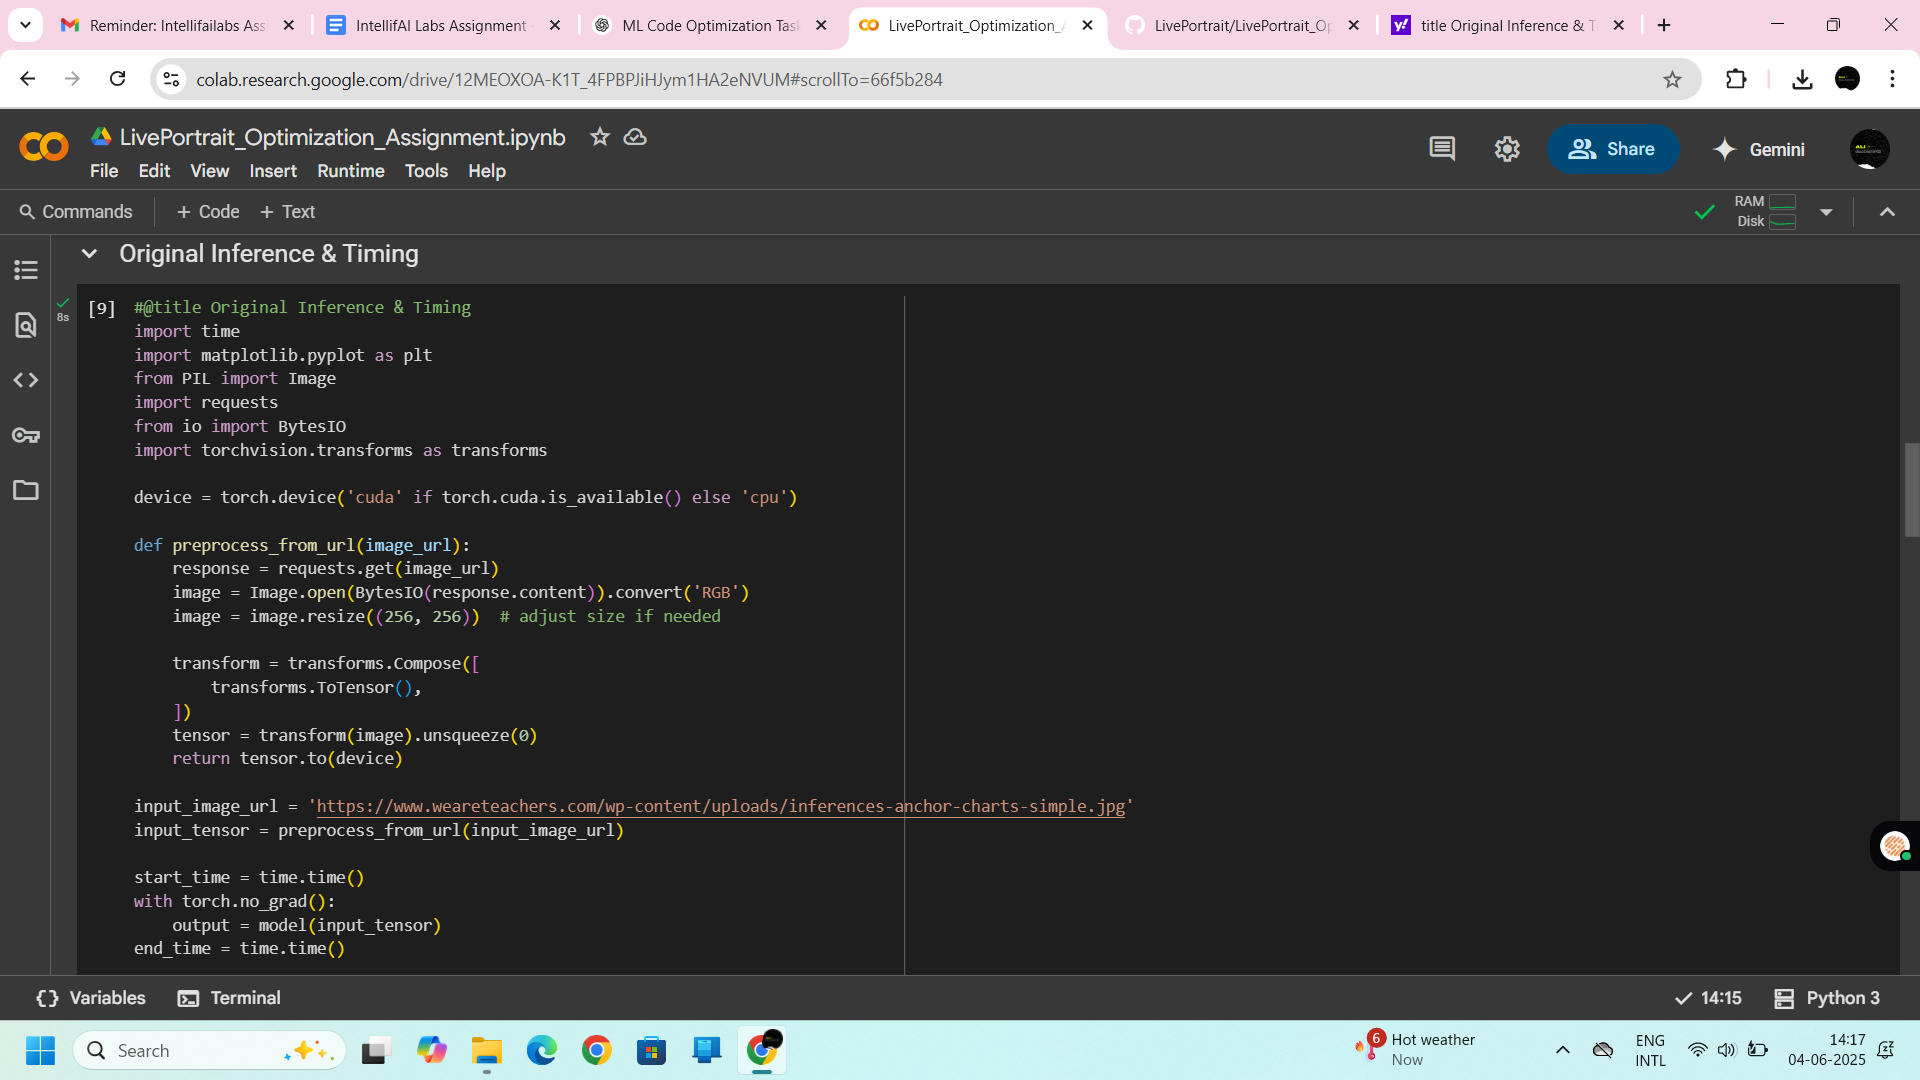 Reminder: Intellifailabs Ass
IntellifAI Labs Assignment
ML Code Optimization Tas
LivePortrait_Optimization_A
LivePortrait/LivePortrait_Op
title Original Inference & T
colab.research.google.com/drive/12MEOXOA-K1T_4FPBPJiHJym1HA2eNVUM#scrollTo=66f5b284
LivePortrait_Optimization_Assignment.ipynb
File Edit View Insert Runtime Tools Help
Share
Gemini
Commands + Code + Text
RAM
Disk
Original Inference & Timing
8s
[9] #@title Original Inference & Timing
import time
import matplotlib.pyplot as plt
from PIL import Image
import requests
from io import BytesIO
import torchvision.transforms as transforms
device = torch.device('cuda' if torch.cuda.is_available() else 'cpu')
def preprocess_from_url(image_url):
response = requests.get(image_url)
image = Image.open(BytesIO(response.content)).convert('RGB')
image = image.resize((256, 256))  # adjust size if needed
transform = transforms.Compose([
transforms.ToTensor(),
])
tensor = transform(image).unsqueeze(0)
return tensor.to(device)
input_image_url = 'https://www.weareteachers.com/wp-content/uploads/inferences-anchor-charts-simple.jpg'
input_tensor = preprocess_from_url(input_image_url)
start_time = time.time()
with torch.no_grad():
output = model(input_tensor)
end_time = time.time()
{} Variables
Terminal
14:15
Python 3
Search
6
Hot weather
Now
ENG
INTL
14:17
04-06-2025